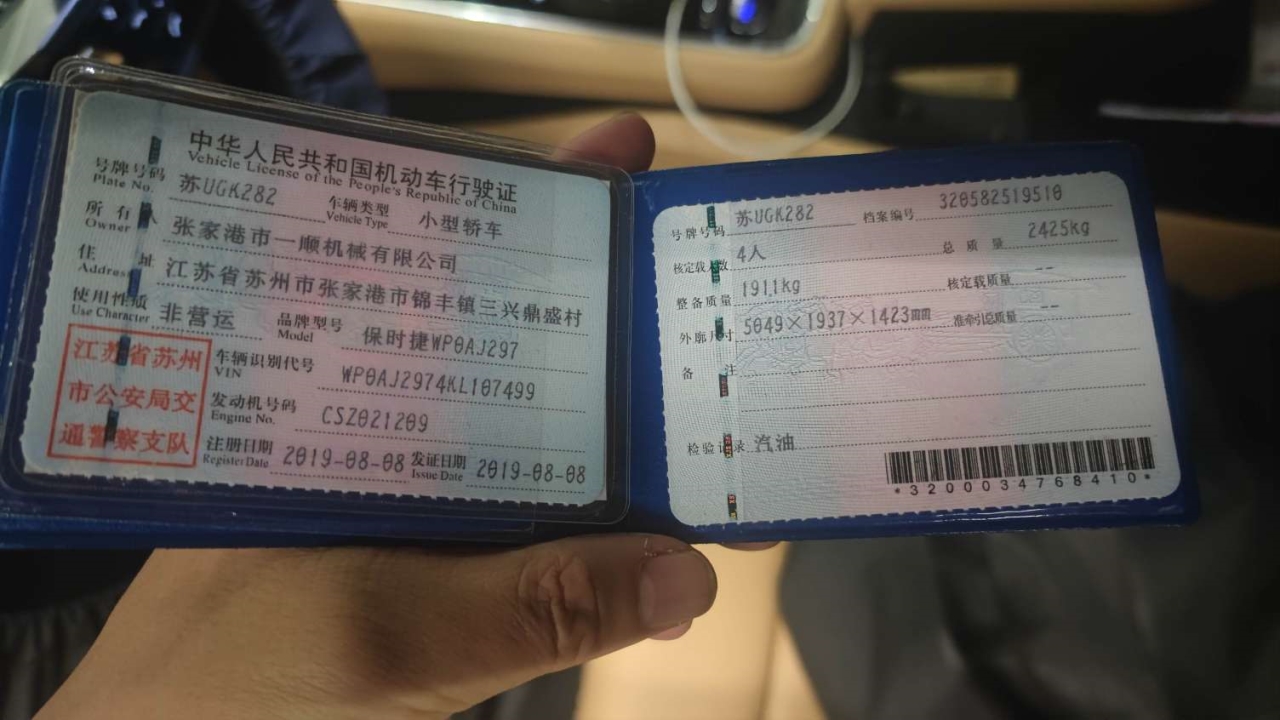 中华人民共和国机动车行驶证
Vehicle License of the People's Republic of China
号牌号码 苏UGK282 车辆类型 小型轿车
Plate No. Vehicle Type
所有人 张家港市一顺机械有限公司
Owner
住址 江苏省苏州市张家港市锦丰镇三兴鼎盛村
Address
使用性质 非营运 品牌型号 保时捷WP0AJ297
Use Character Model
江苏省苏州
市公安局交
通警察支队
车辆识别代号 WP0AJ2974KL107499
VIN
发动机号码 CSZ021209
Engine No.
注册日期 2019-08-08 发证日期 2019-08-08
Register Date Issue Date
号牌号码 苏UGK282 档案编号 320582519510
核定载人数 4人 总质量 2425kg
整备质量 1911kg 核定载质量 --
外廓尺寸 5049×1937×1423mm 准牵引总质量 --
备注
检验记录 汽油
*3200034768410*